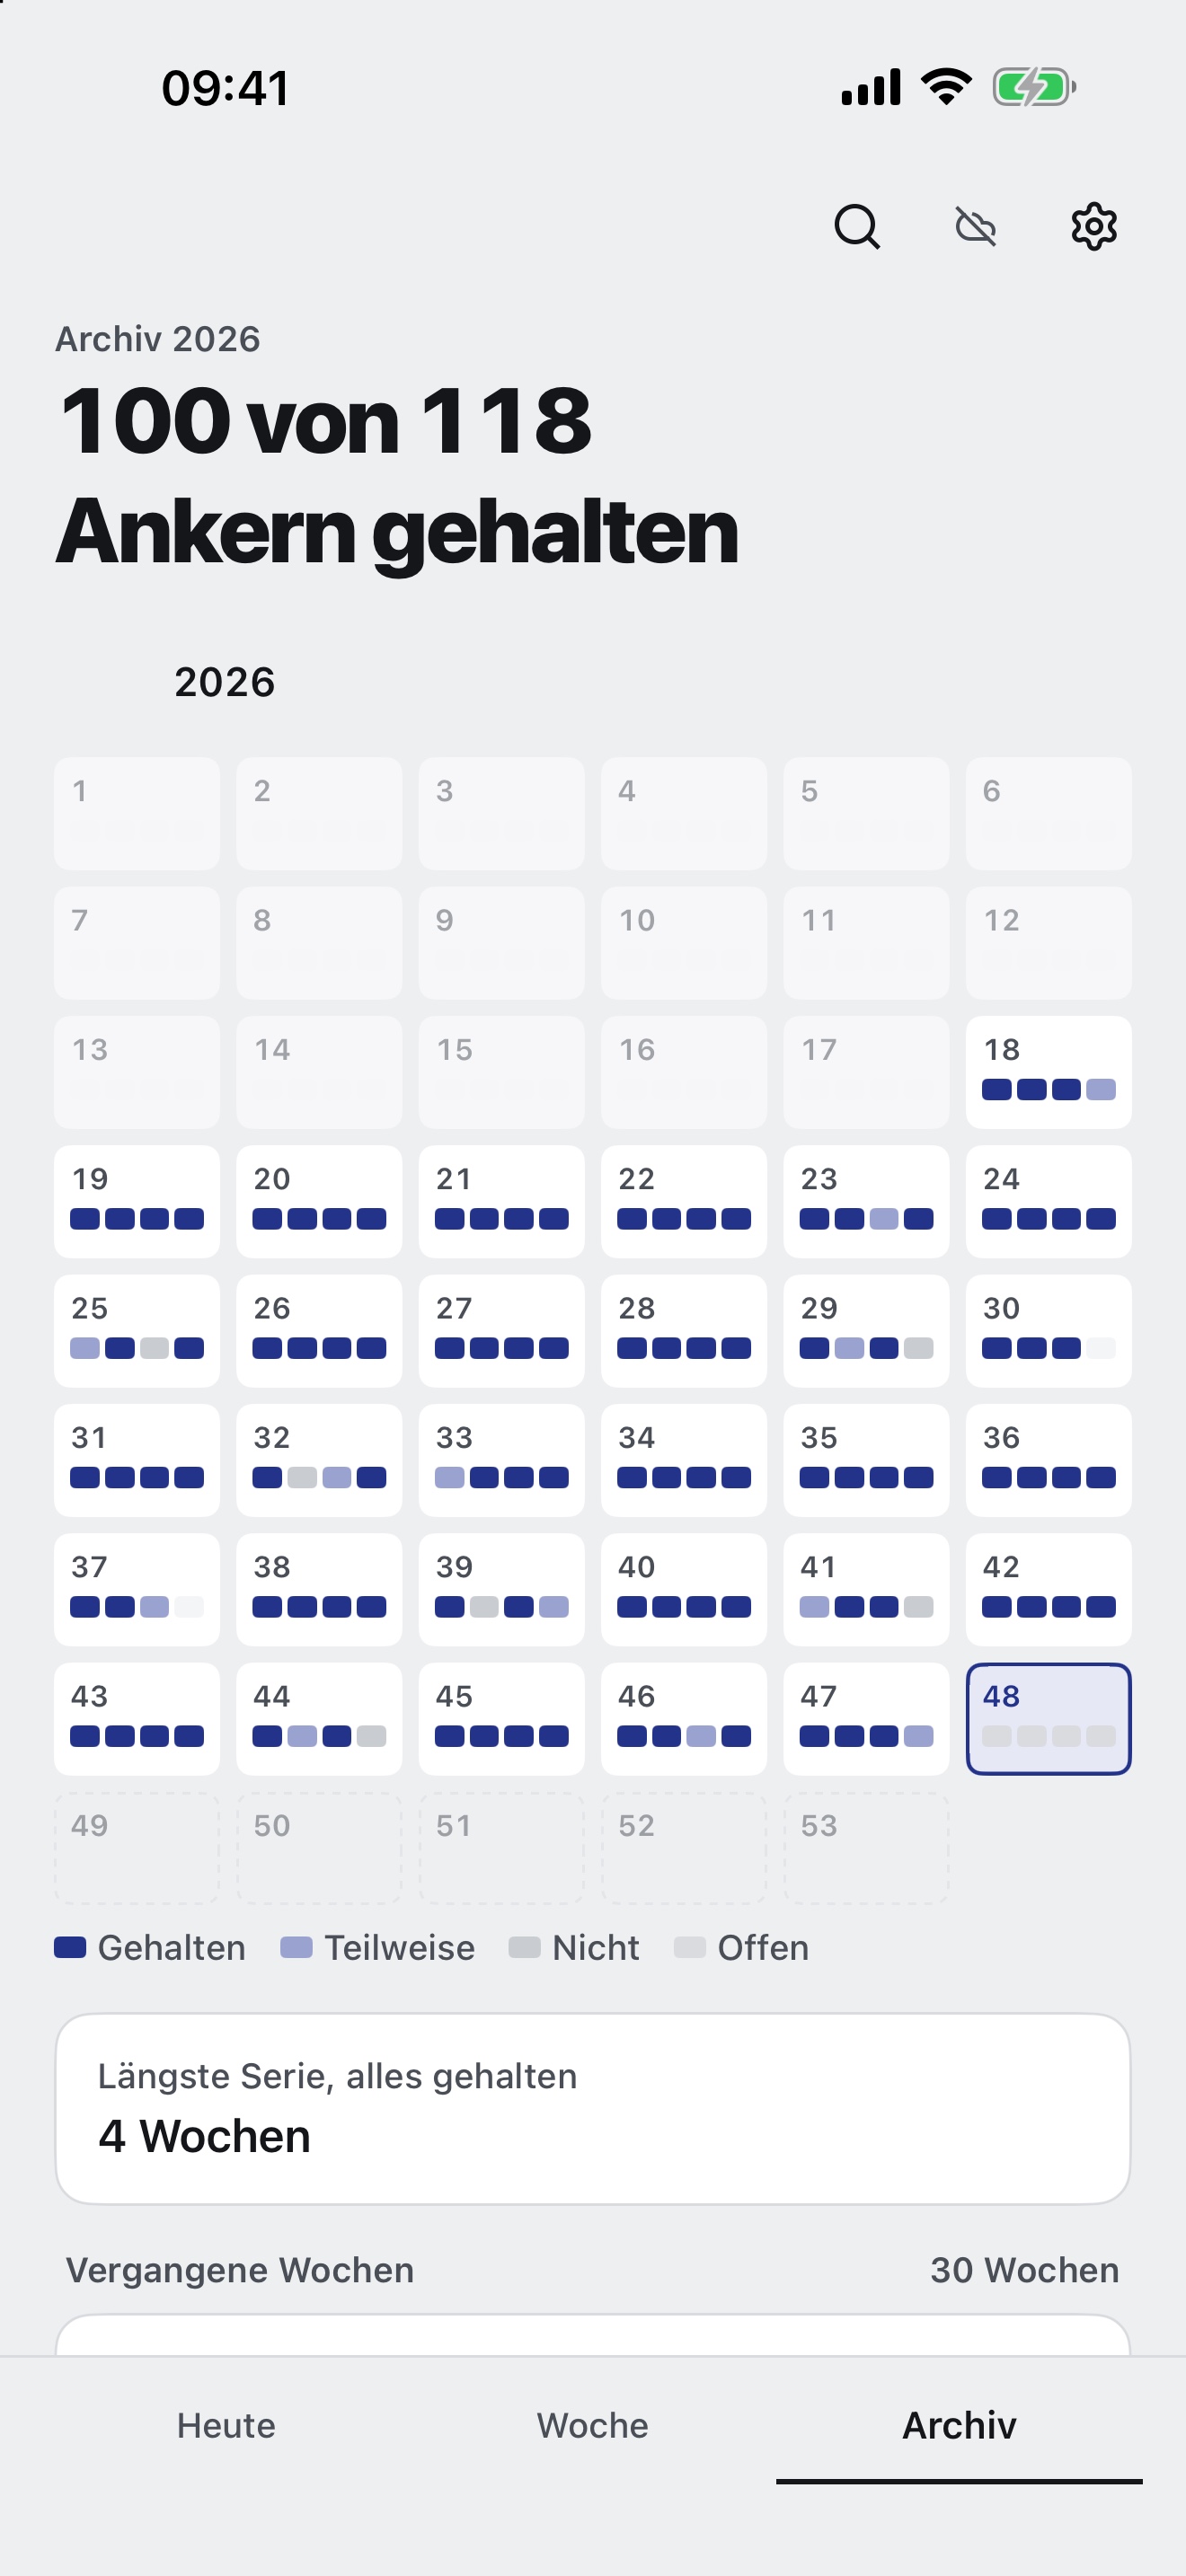 09:41
Archiv 2026
100 von 118
Ankern gehalten
2026
1 2 3 4 5 6
7 8 9 10 11 12
13 14 15 16 17 18
19 20 21 22 23 24
25 26 27 28 29 30
31 32 33 34 35 36
37 38 39 40 41 42
43 44 45 46 47 48
49 50 51 52 53
Gehalten Teilweise Nicht Offen
Längste Serie, alles gehalten
4 Wochen
Vergangene Wochen 30 Wochen
Heute Woche Archiv